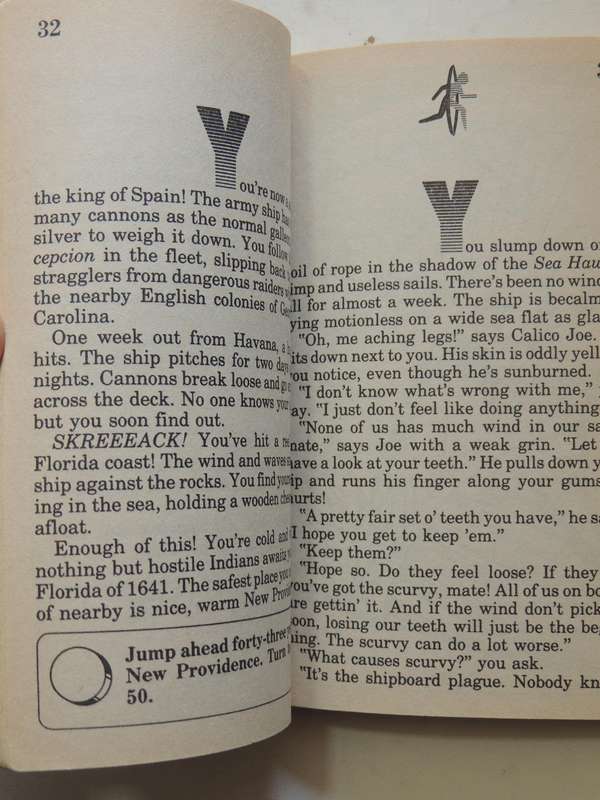 32
You're now a
the king of Spain! The army ship has
many cannons as the normal galle
silver to weigh it down. You follow
cepcion in the fleet, slipping back
stragglers from dangerous raiders
the nearby English colonies of
Carolina.
One week out from Havana, a
hits. The ship pitches for two days
nights. Cannons break loose and
across the deck. No one knows your
but you soon find out.
SKREEEACK! You've hit a
Florida coast! The wind and waves
ship against the rocks. You find your
ing in the sea, holding a wooden
afloat.
Enough of this! You're cold and
nothing but hostile Indians awaits
Florida of 1641. The safest place you
of nearby is nice, warm New Provi
Jump ahead forty-three
New Providence. Turn
50.
You slump down o
oil of rope in the shadow of the Sea Hau
imp and useless sails. There's been no wind
ll for almost a week. The ship is becalm
ying motionless on a wide sea flat as gla
"Oh, me aching legs!" says Calico Joe.
its down next to you. His skin is oddly yell
ou notice, even though he's sunburned.
"I don't know what's wrong with me,"
ay. "I just don't feel like doing anything
"None of us has much wind in our sa
nate," says Joe with a weak grin. "Let
ave a look at your teeth." He pulls down y
ip and runs his finger along your gums
urts!
"A pretty fair set o' teeth you have," he sa
I hope you get to keep 'em."
"Keep them?"
"Hope so. Do they feel loose? If they
ou've got the scurvy, mate! All of us on bo
re gettin' it. And if the wind don't pick
oon, losing our teeth will just be the be
ning. The scurvy can do a lot worse."
"What causes scurvy?" you ask.
"It's the shipboard plague. Nobody kn